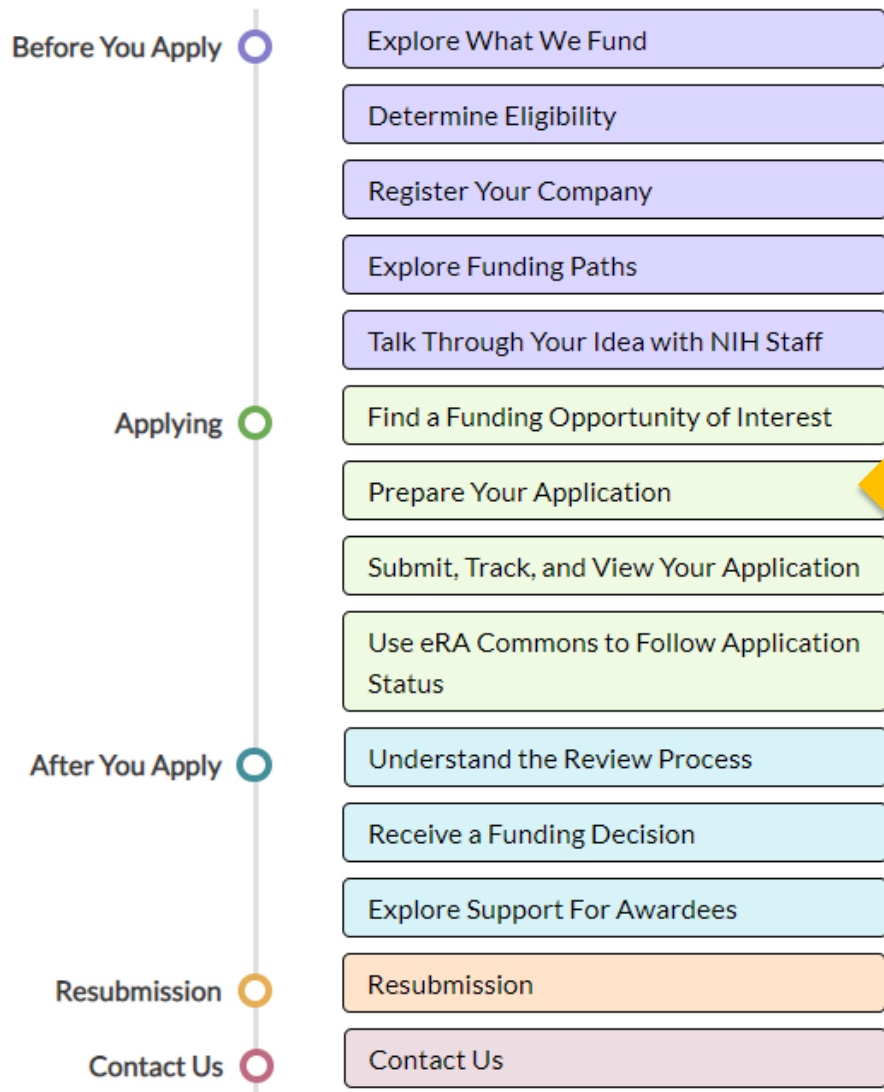 Before You Apply
Explore What We Fund
Determine Eligibility
Register Your Company
Explore Funding Paths
Talk Through Your Idea with NIH Staff
Applying
Find a Funding Opportunity of Interest
Prepare Your Application
Submit, Track, and View Your Application
Use eRA Commons to Follow Application
Status
After You Apply
Understand the Review Process
Receive a Funding Decision
Explore Support For Awardees
Resubmission
Resubmission
Contact Us
Contact Us